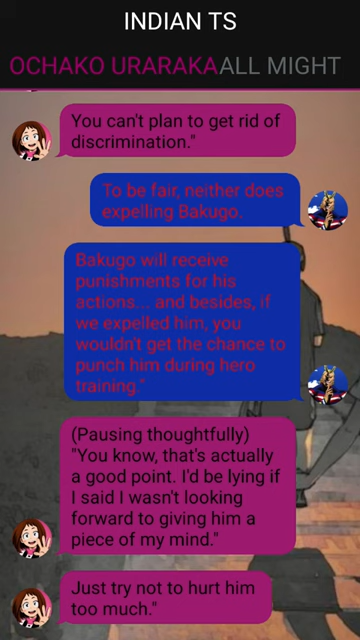 INDIAN TS
OCHAKO URARAKA ALL MIGHT
You can't plan to get rid of
discrimination."
To be fair, neither does
expelling Bakugo.
Bakugo will receive
punishments for his
actions... and besides, if
we expelled him, you
wouldn't get the chance to
punch him during hero
training."
(Pausing thoughtfully)
"You know, that's actually
a good point. I'd be lying if
I said I wasn't looking
forward to giving him a
piece of my mind."
Just try not to hurt him
too much."